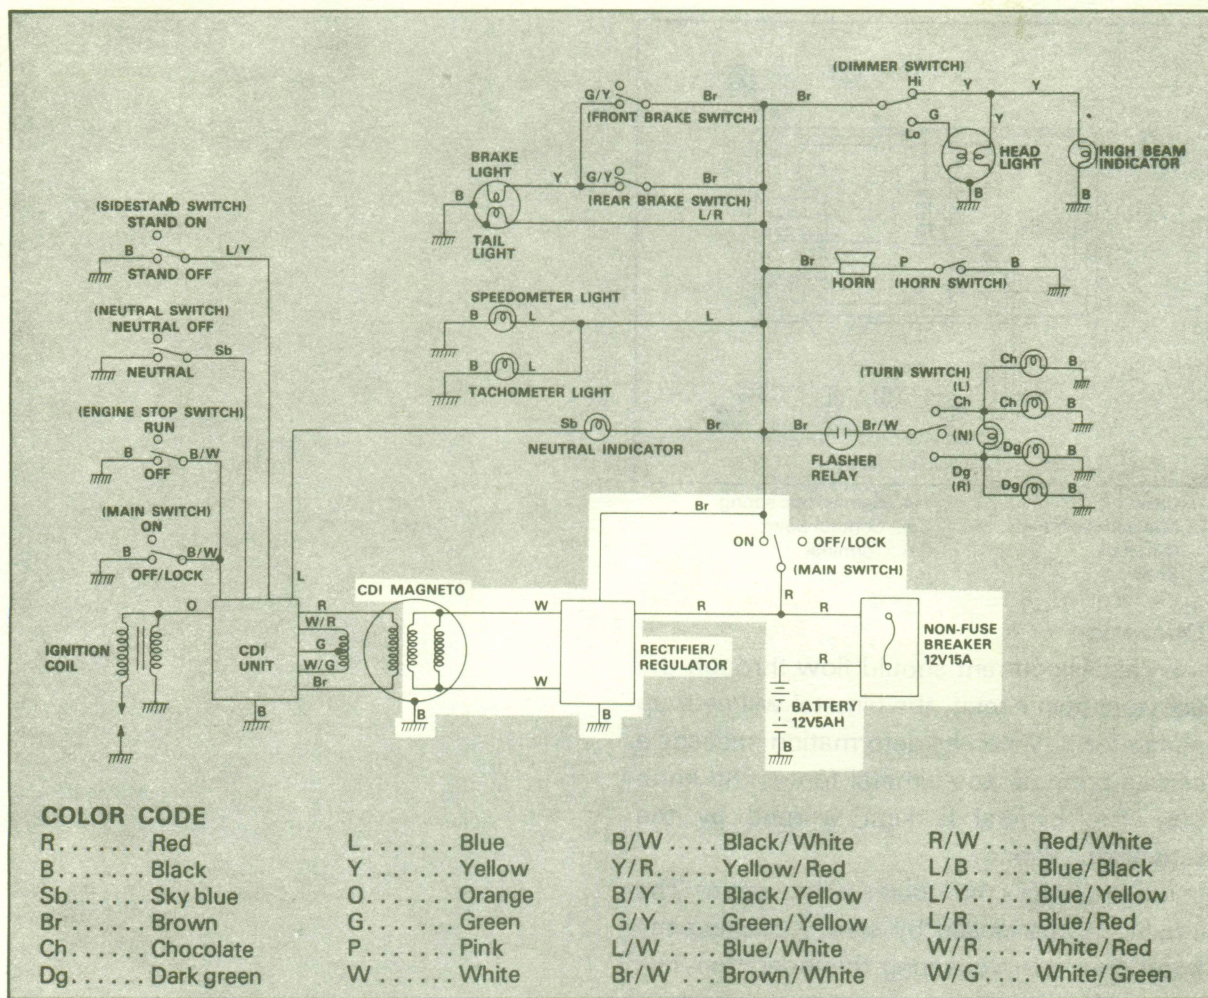 (DIMMER SWITCH)
Hi
Y
Y
G/Y
Br
Br
(FRONT BRAKE SWITCH)
G
Y
Lo
HEAD
LIGHT
HIGH BEAM
INDICATOR
BRAKE
LIGHT
Y
G/Y
Br
(REAR BRAKE SWITCH)
B
L/R
B
B
TAIL
LIGHT
(SIDESTAND SWITCH)
STAND ON
B
L/Y
STAND OFF
Br
P
B
HORN
(HORN SWITCH)
SPEEDOMETER LIGHT
B
L
L
B
L
TACHOMETER LIGHT
(NEUTRAL SWITCH)
NEUTRAL OFF
Sb
B
NEUTRAL
(TURN SWITCH)
(L)
Ch
Ch
B
Ch
B
(ENGINE STOP SWITCH)
RUN
B
B/W
OFF
Sb
Br
NEUTRAL INDICATOR
Br
Br/W
(N)
FLASHER
RELAY
Dg
B
Dg
(R)
Dg
B
(MAIN SWITCH)
ON
B
B/W
OFF/LOCK
Br
ON
OFF/LOCK
(MAIN SWITCH)
L
CDI MAGNETO
R
O
R
W/R
G
W/G
Br
W
W
R
R
R
IGNITION
COIL
CDI
UNIT
RECTIFIER/
REGULATOR
NON-FUSE
BREAKER
12V15A
B
B
B
BATTERY
12V5AH
B
COLOR CODE
R....... Red L....... Blue B/W .... Black/White R/W .... Red/White
B....... Black Y....... Yellow Y/R .... Yellow/Red L/B .... Blue/Black
Sb...... Sky blue O....... Orange B/Y .... Black/Yellow L/Y .... Blue/Yellow
Br ...... Brown G....... Green G/Y .... Green/Yellow L/R .... Blue/Red
Ch...... Chocolate P....... Pink L/W .... Blue/White W/R .... White/Red
Dg...... Dark green W ...... White Br/W ... Brown/White W/G .... White/Green